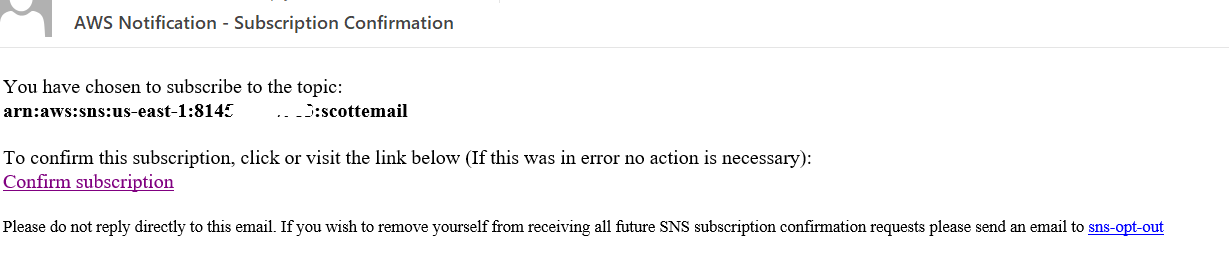 AWS Notification - Subscription Confirmation
You have chosen to subscribe to the topic:
arn:aws:sns:us-east-1:814 :scottemail
To confirm this subscription, click or visit the link below (If this was in error no action is necessary):
Confirm subscription
Please do not reply directly to this email. If you wish to remove yourself from receiving all future SNS subscription confirmation requests please send an email to sns-opt-out